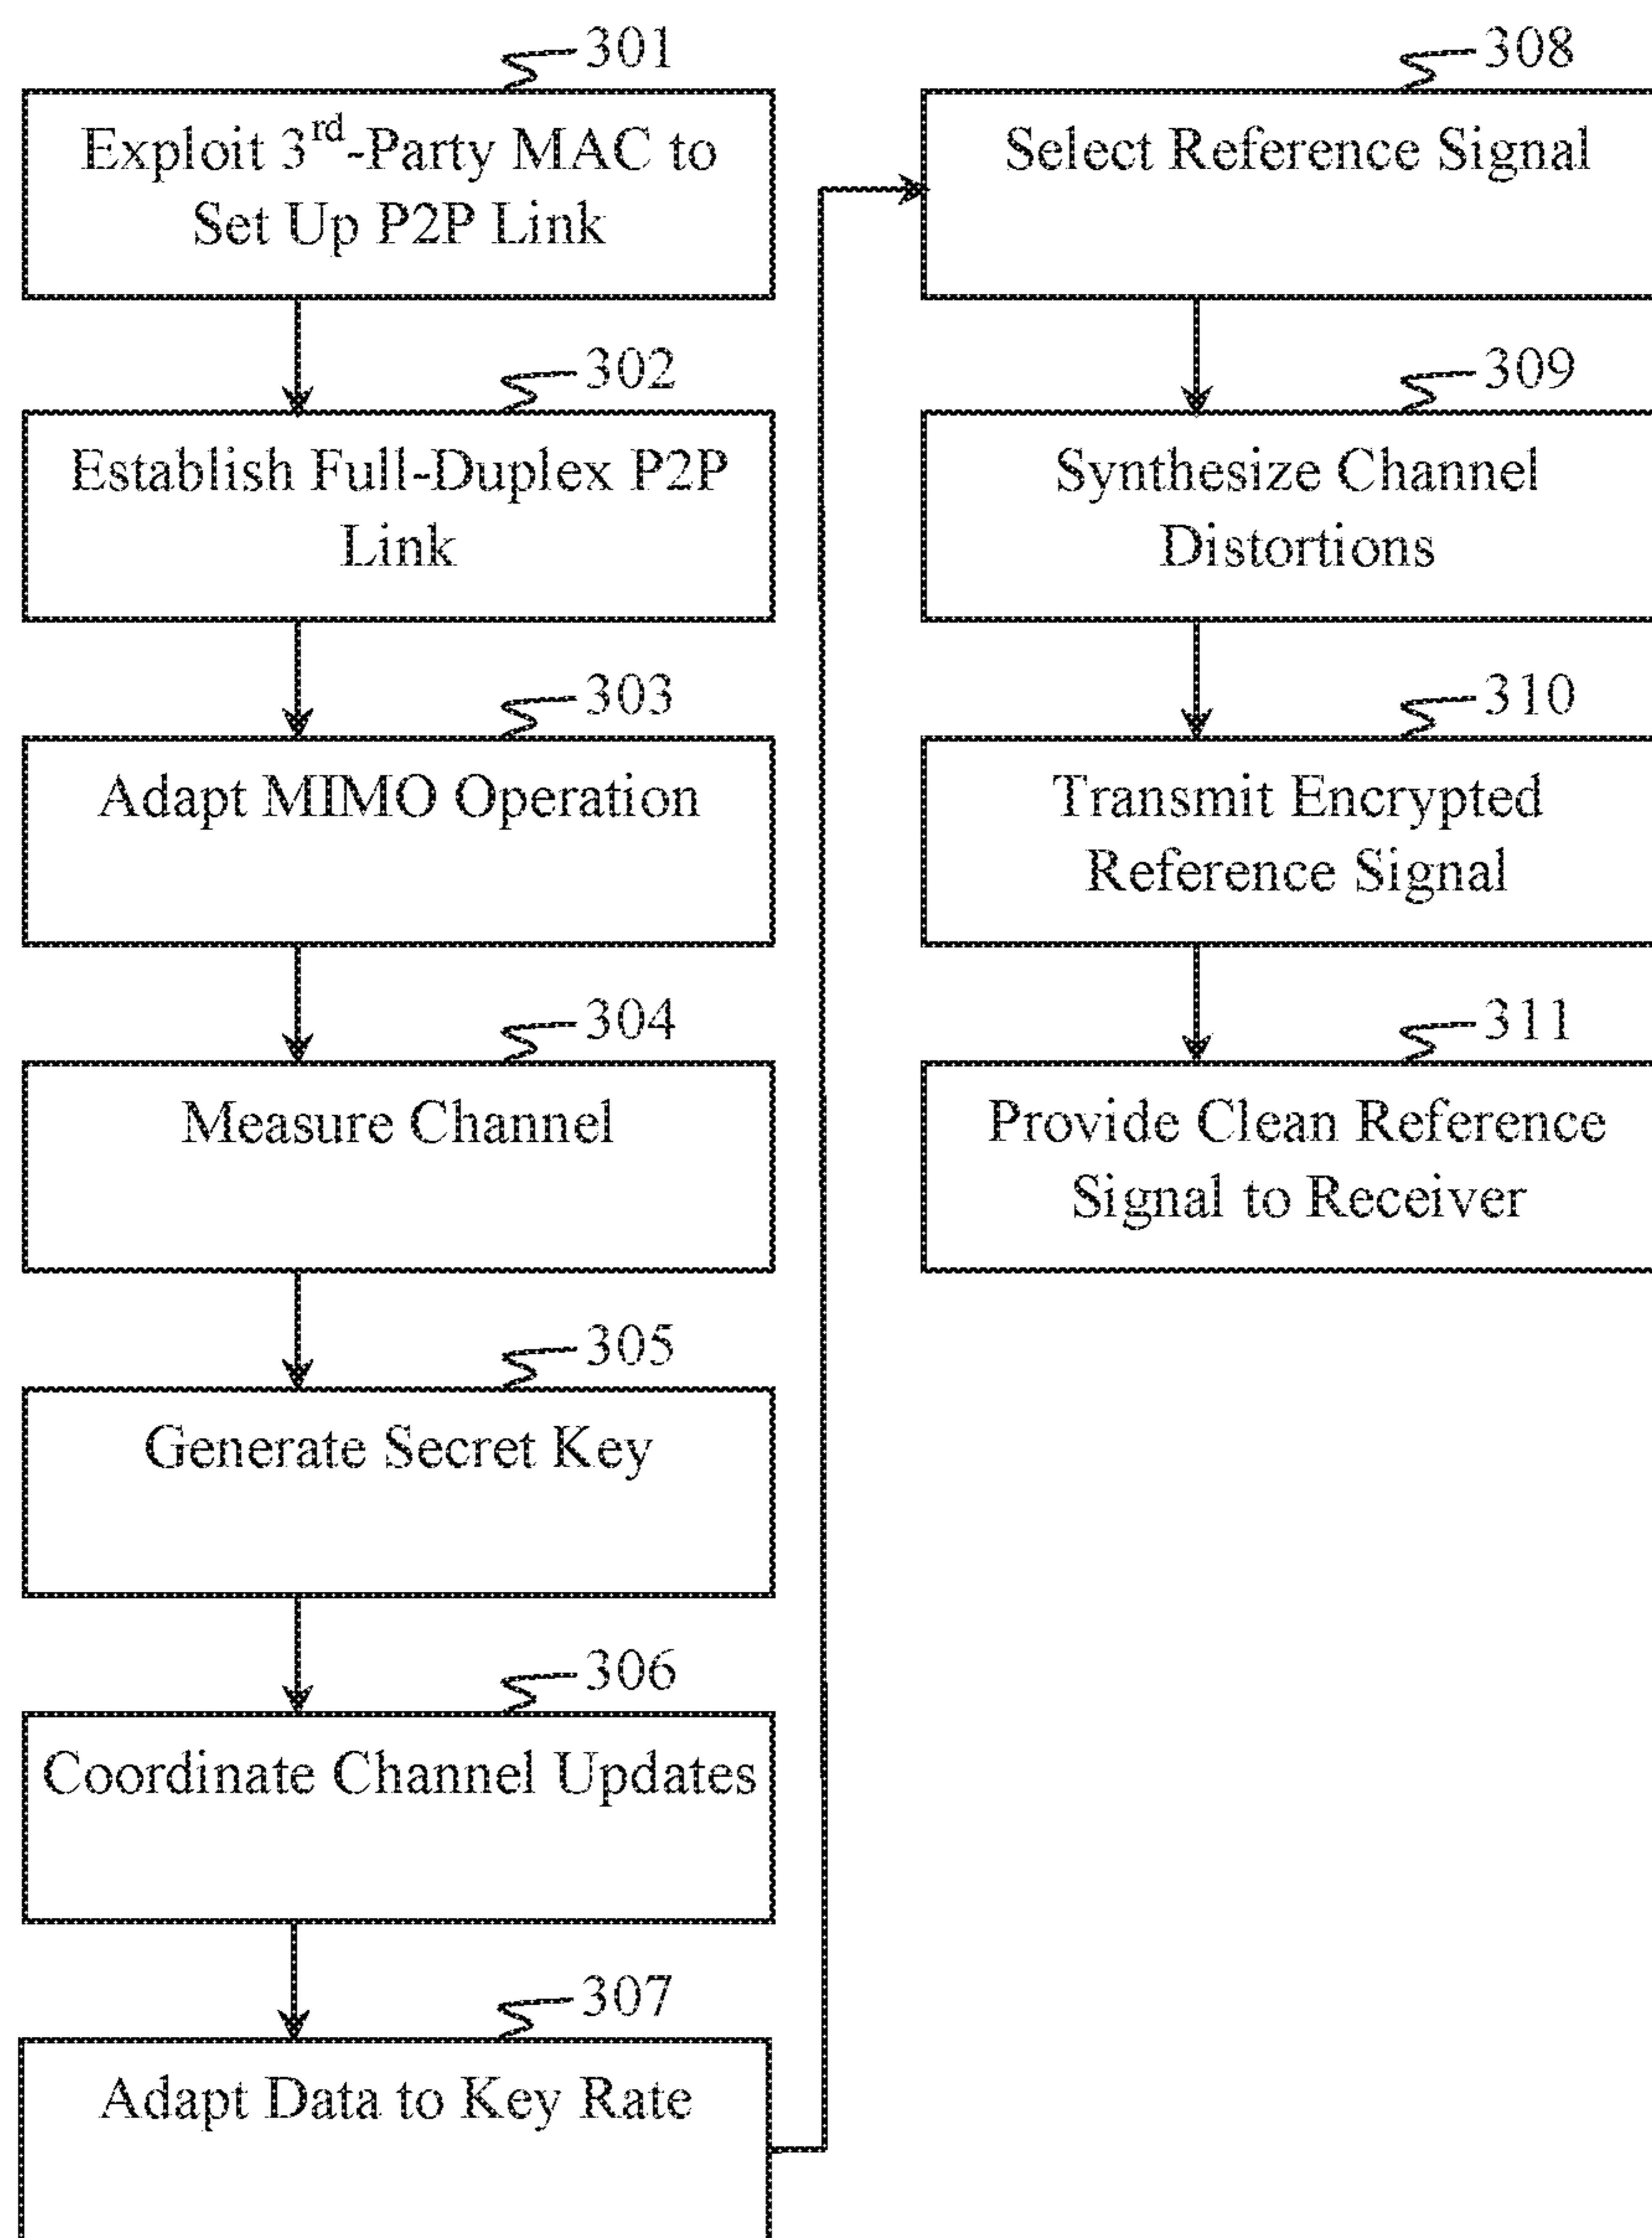 301
Exploit 3rd-Party MAC to
Set Up P2P Link
302
Establish Full-Duplex P2P
Link
303
Adapt MIMO Operation
304
Measure Channel
305
Generate Secret Key
306
Coordinate Channel Updates
307
Adapt Data to Key Rate
308
Select Reference Signal
309
Synthesize Channel
Distortions
310
Transmit Encrypted
Reference Signal
311
Provide Clean Reference
Signal to Receiver